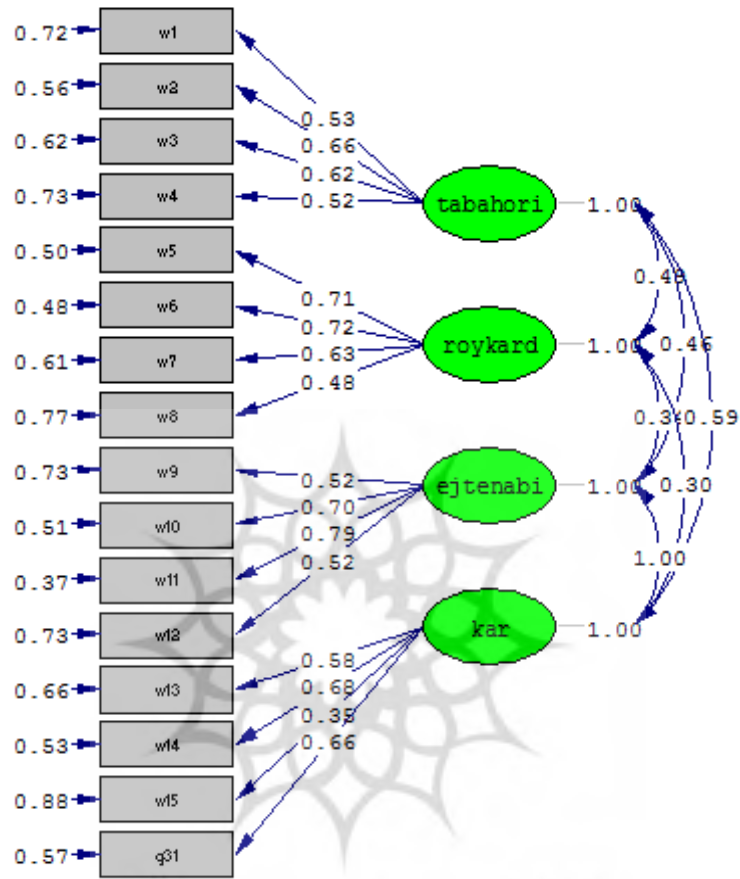 0.72 w1
0.56 w2
0.62 w3
0.73 w4
0.50 w5
0.48 w6
0.61 w7
0.77 w8
0.73 w9
0.51 w10
0.37 w11
0.73 w12
0.66 w13
0.53 w14
0.88 w15
0.57 g31
0.53
0.66
0.62
0.52
0.71
0.72
0.63
0.48
0.52
0.70
0.79
0.52
0.58
0.68
0.35
0.66
tabahori 1.00
roykard 1.00
ejtenabi 1.00
kar 1.00
0.46
0.59
0.30
1.00